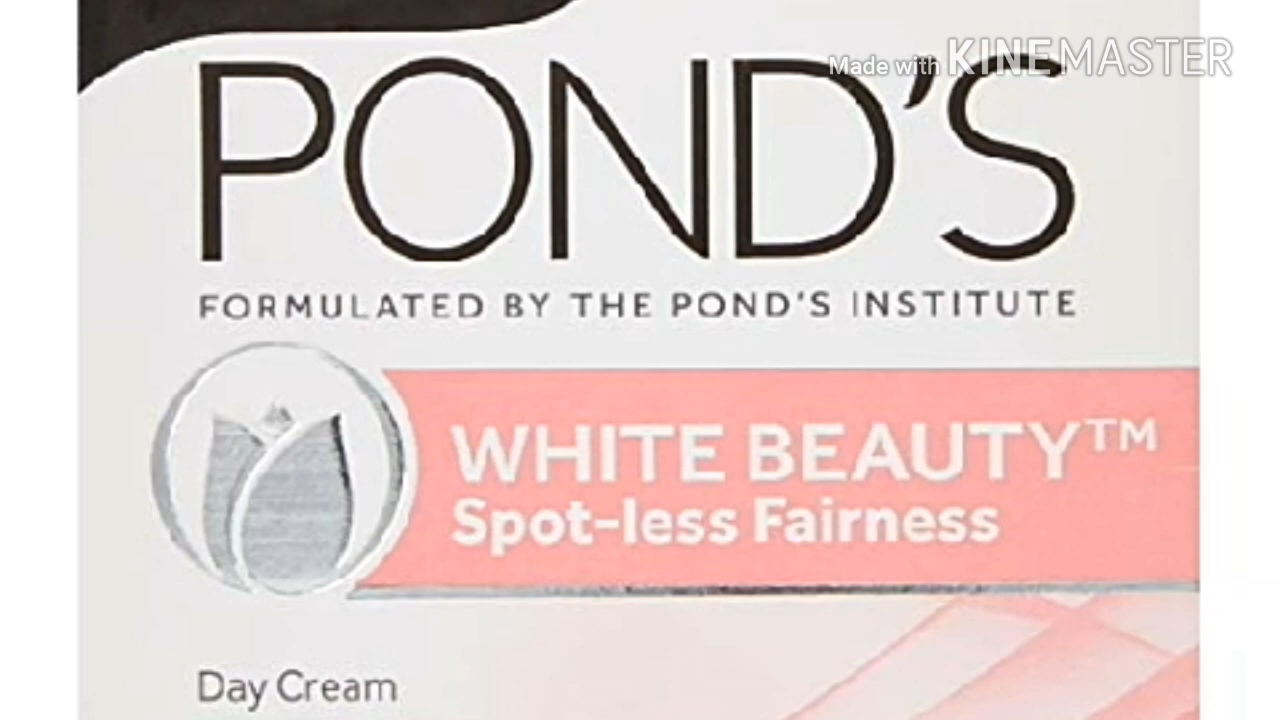 Made with KINEMASTER
POND'S
FORMULATED BY THE POND'S INSTITUTE
WHITE BEAUTY™
Spot-less Fairness
Day Cream